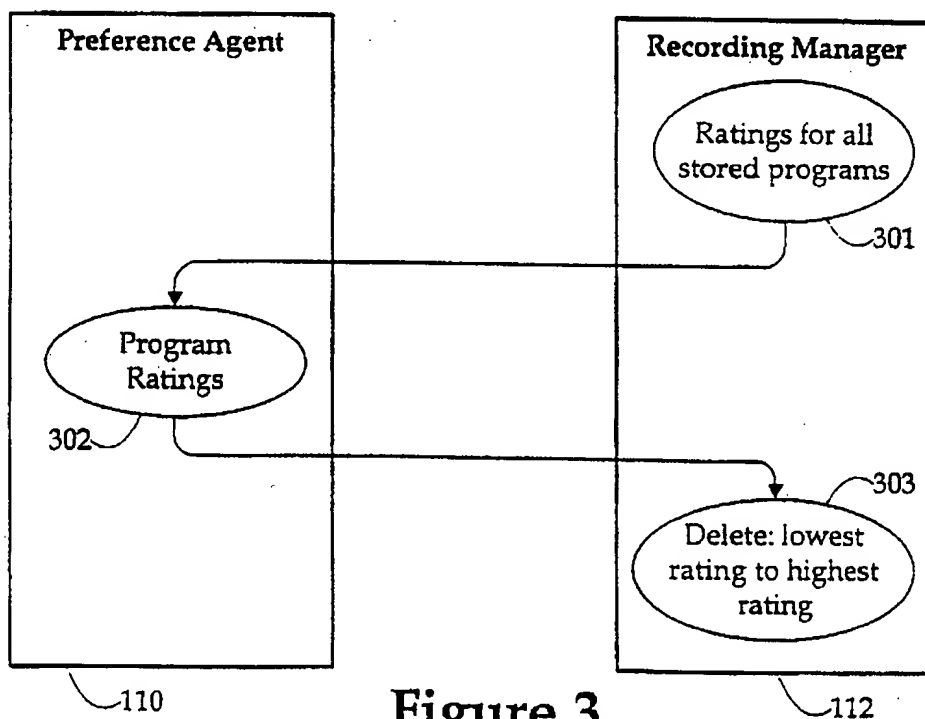 Preference Agent
Recording Manager
Ratings for all
stored programs
301
Program
Ratings
302
303
Delete: lowest
rating to highest
rating
110
Figure 3
112